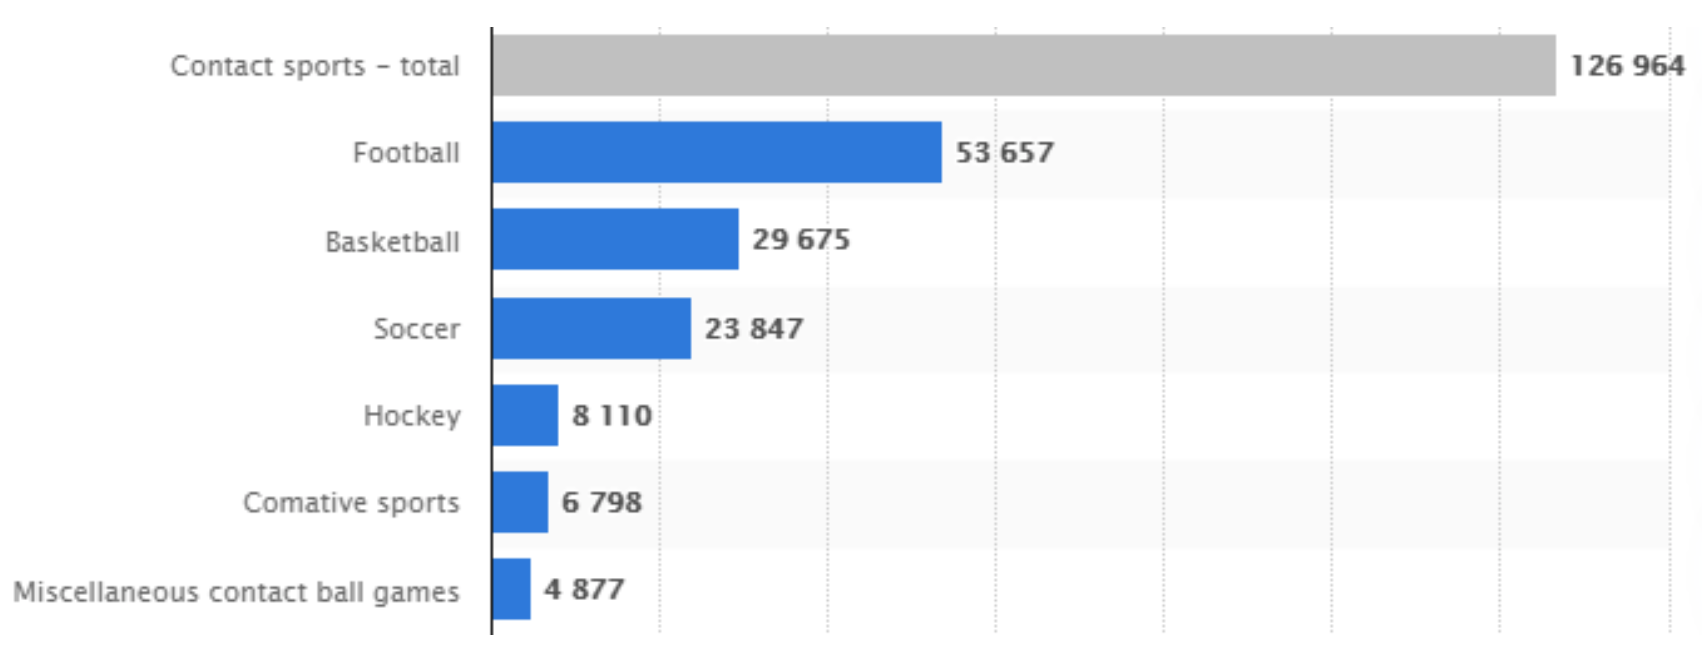 Contact sports – total 126 964
Football 53 657
Basketball 29 675
Soccer 23 847
Hockey 8 110
Comative sports 6 798
Miscellaneous contact ball games 4 877